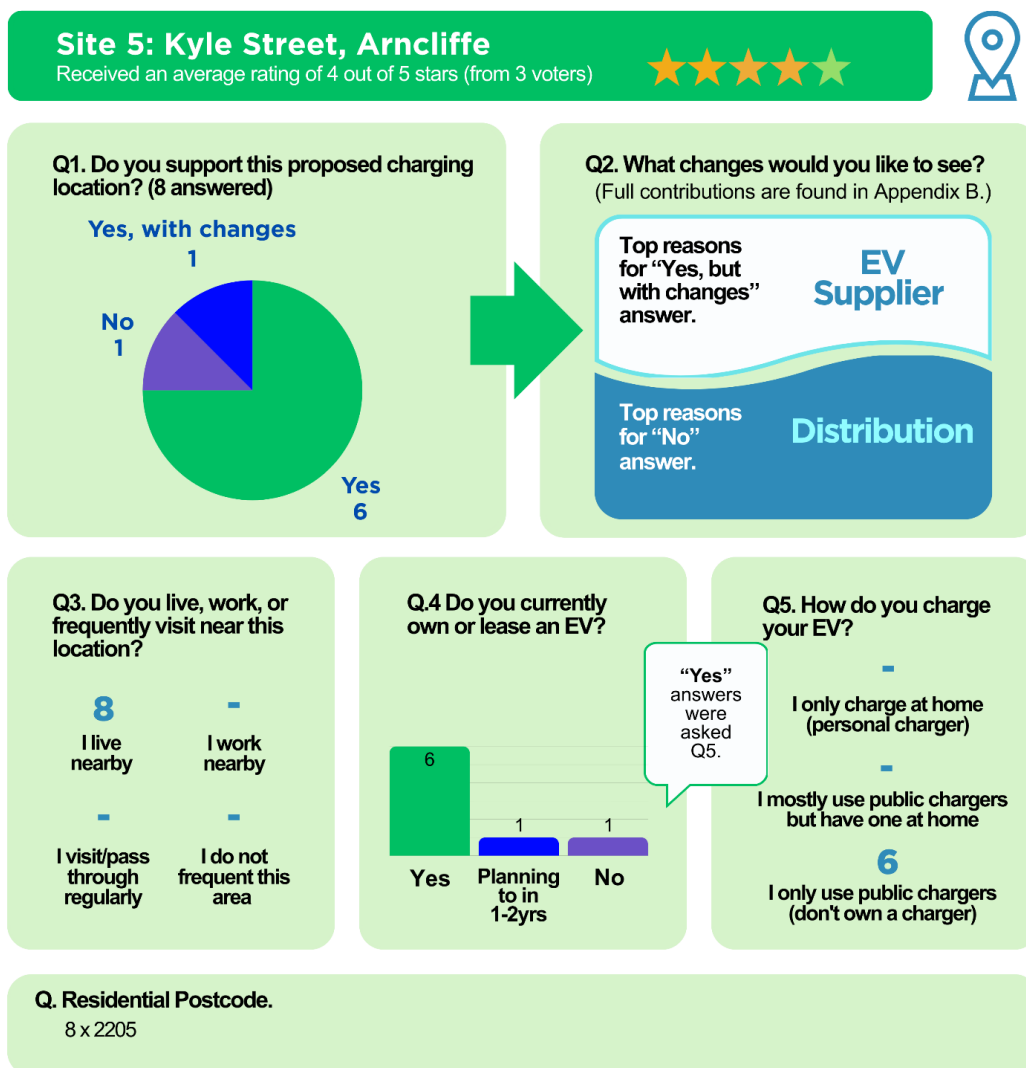 Site 5: Kyle Street, Arncliffe
Received an average rating of 4 out of 5 stars (from 3 voters)
Q1. Do you support this proposed charging
location? (8 answered)
Yes, with changes
1
No
1
Yes
6
Q2. What changes would you like to see?
(Full contributions are found in Appendix B.)
Top reasons
for “Yes, but
with changes”
answer.
EV
Supplier
Top reasons
for “No”
answer.
Distribution
Q3. Do you live, work, or
frequently visit near this
location?
8
I live
nearby
-
I work
nearby
-
I visit/pass
through
regularly
-
I do not
frequent this
area
Q.4 Do you currently
own or lease an EV?
6
1
1
Yes
Planning
to in
1-2yrs
No
“Yes”
answers
were
asked
Q5.
Q5. How do you charge
your EV?
-
I only charge at home
(personal charger)
-
I mostly use public chargers
but have one at home
6
I only use public chargers
(don't own a charger)
Q. Residential Postcode.
8 x 2205